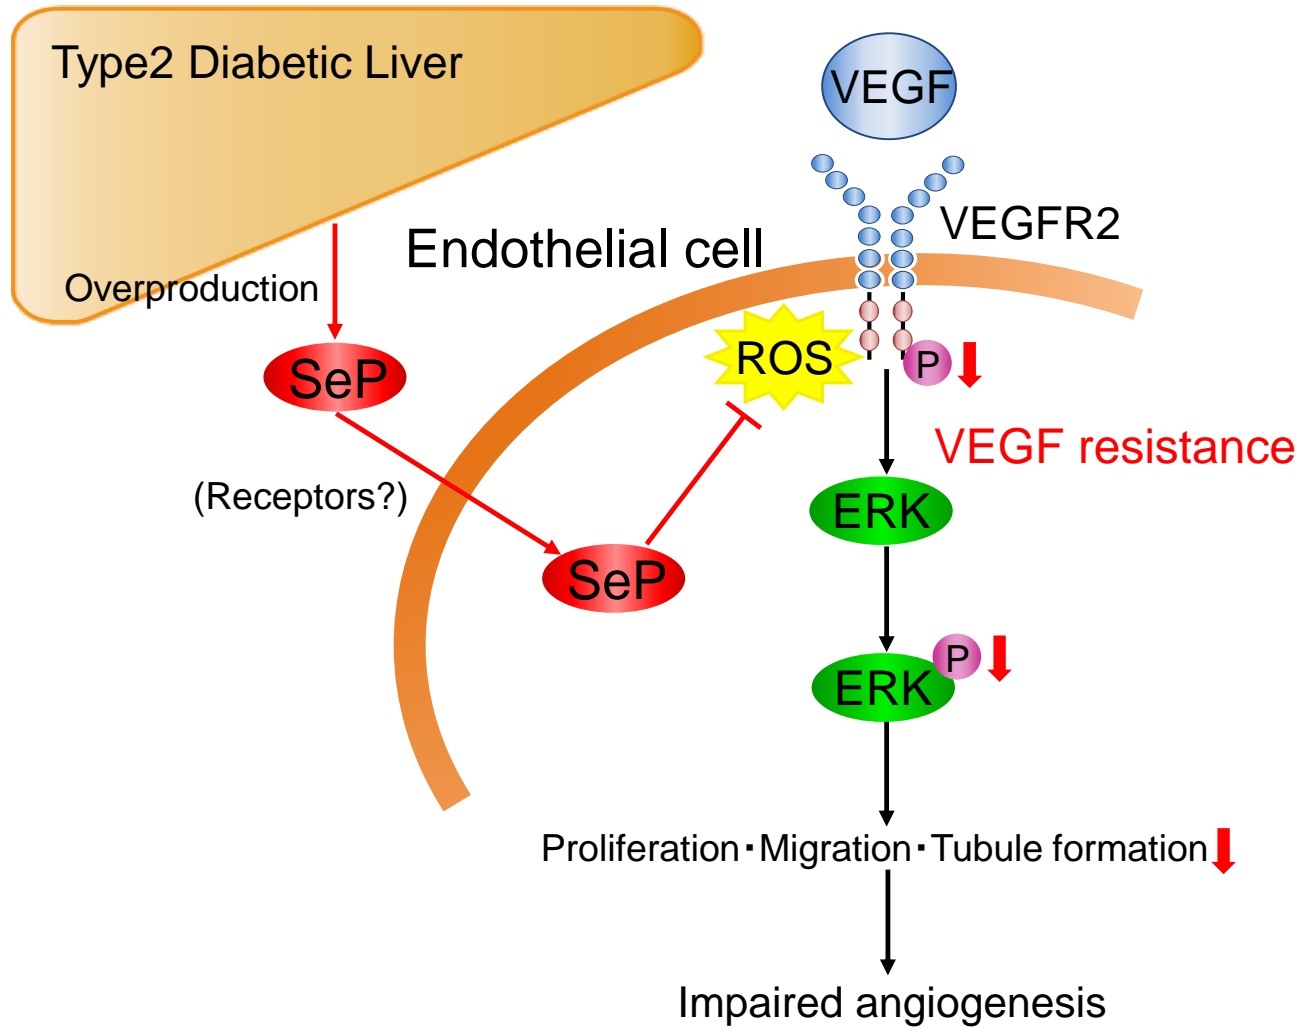 Type2 Diabetic Liver
VEGF
VEGFR2
Endothelial cell
Overproduction
SeP
ROS
P
VEGF resistance
(Receptors?)
ERK
SeP
P
ERK
Proliferation・Migration・Tubule formation
Impaired angiogenesis